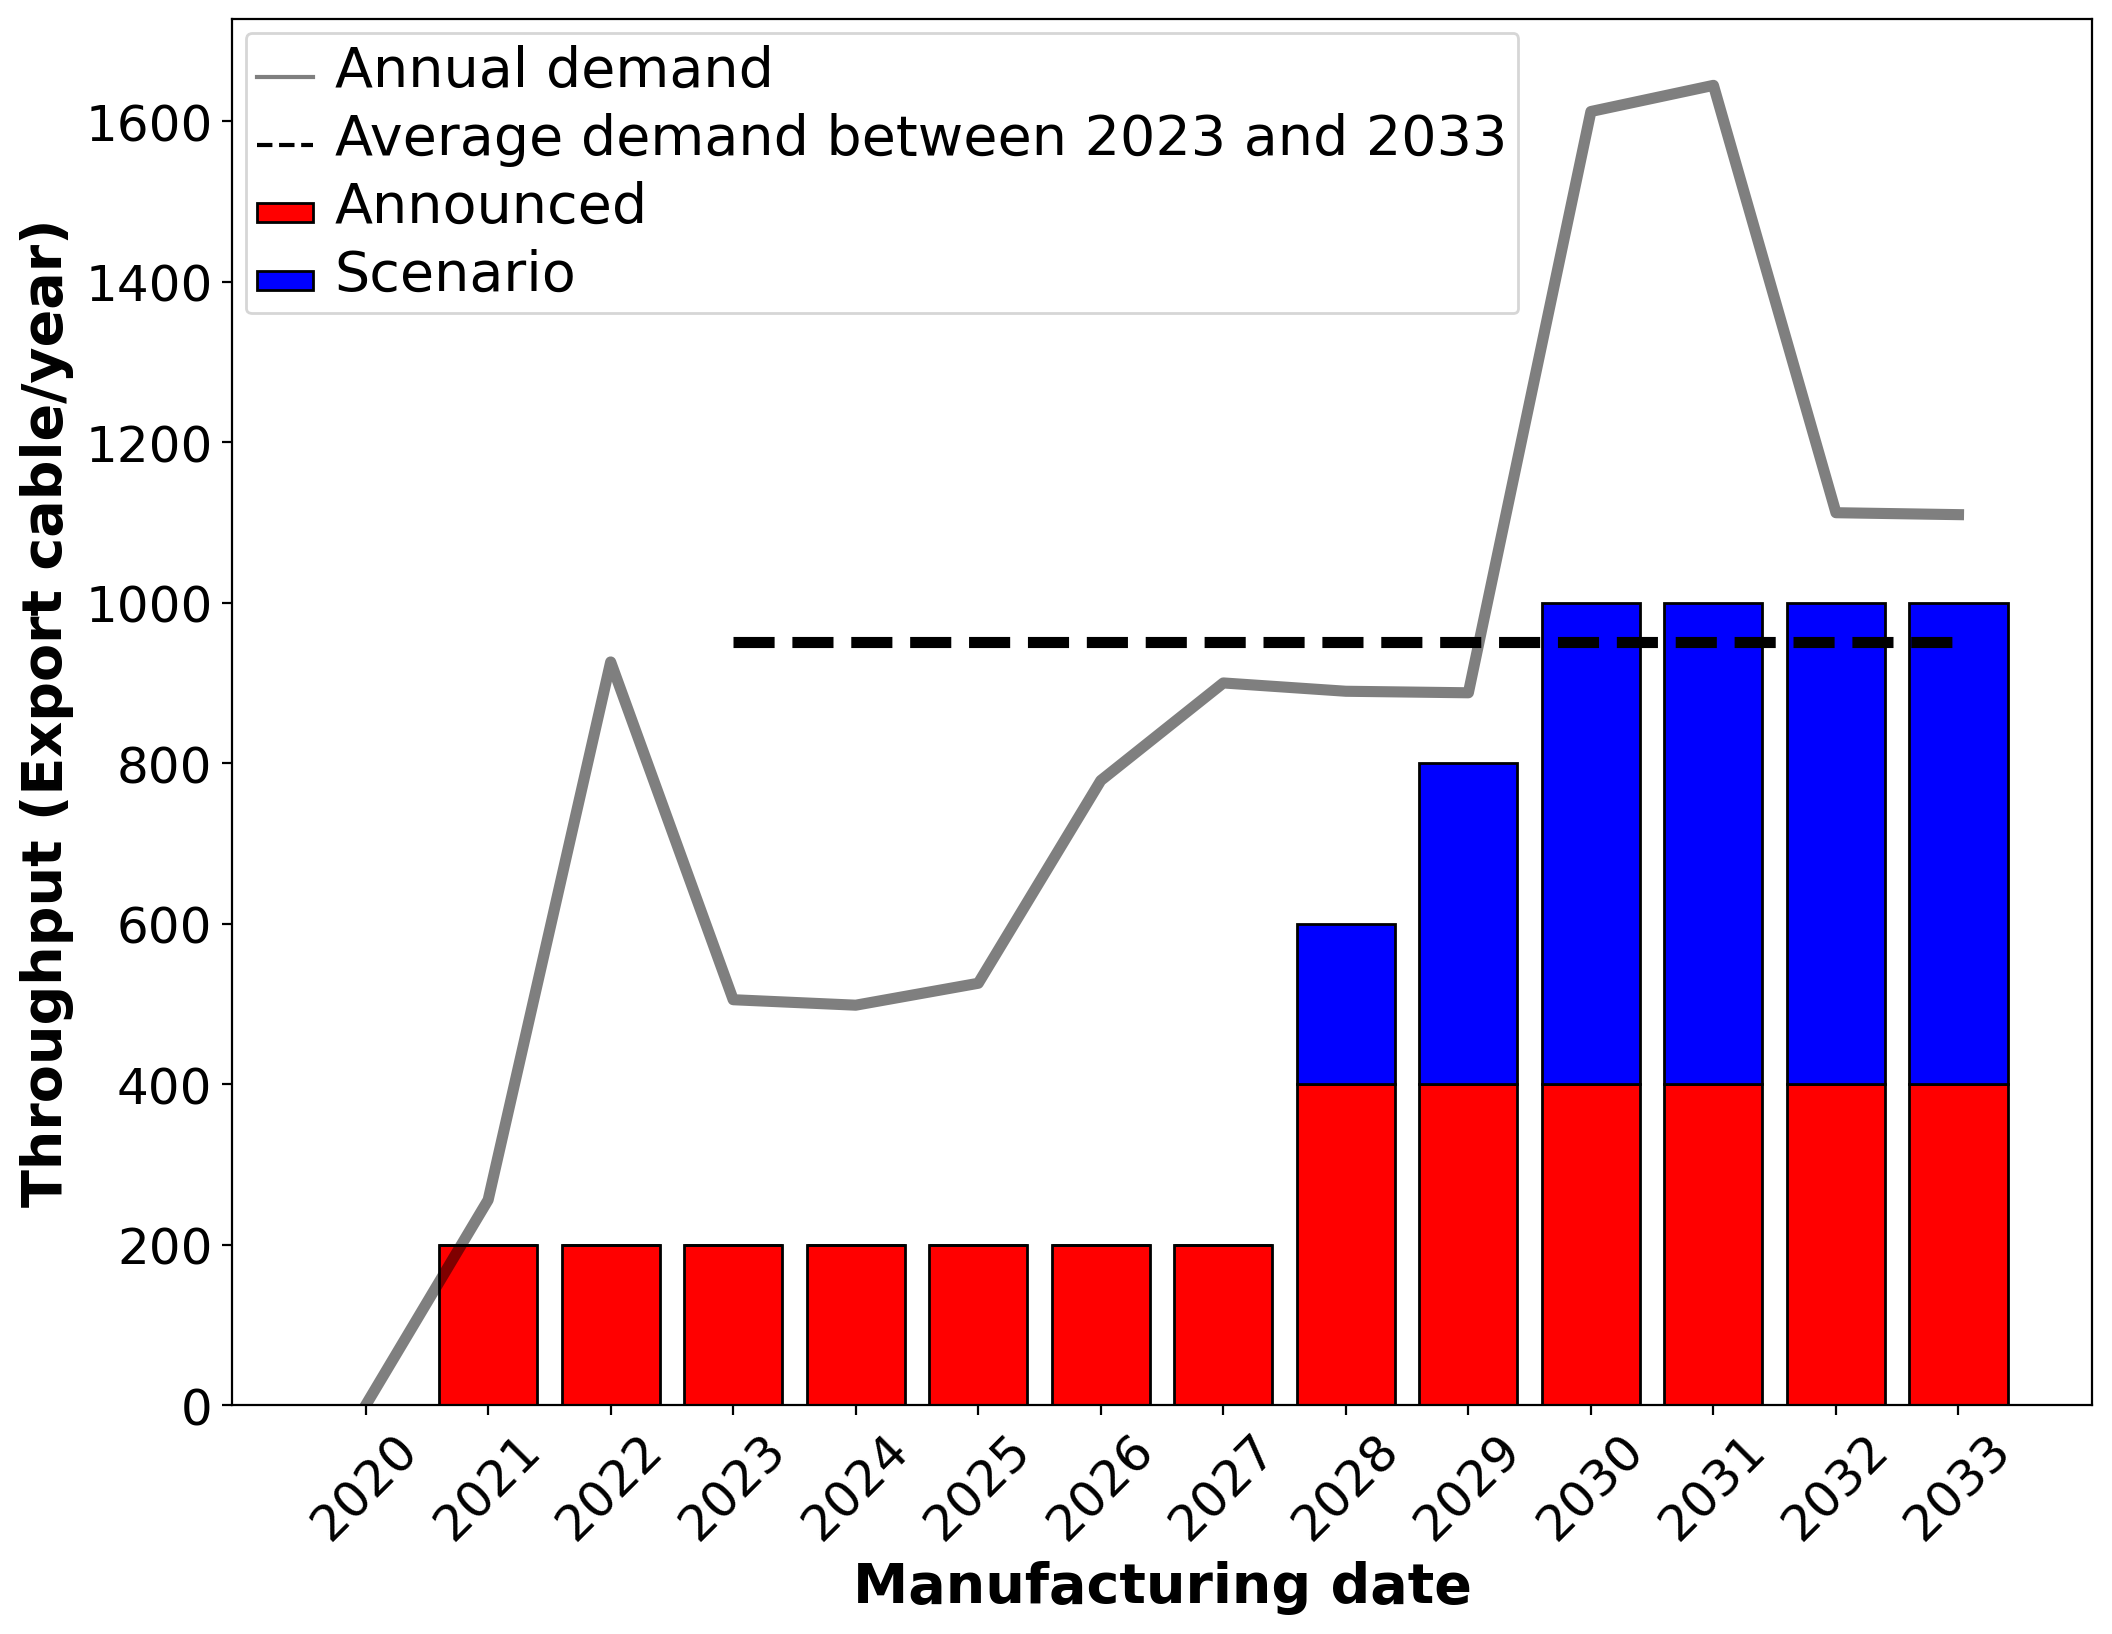 Annual demand
Average demand between 2023 and 2033
Announced
Scenario
Throughput (Export cable/year)
1600
1400
1200
1000
800
600
400
200
0
2020 2021 2022 2023 2024 2025 2026 2027 2028 2029 2030 2031 2032 2033
Manufacturing date